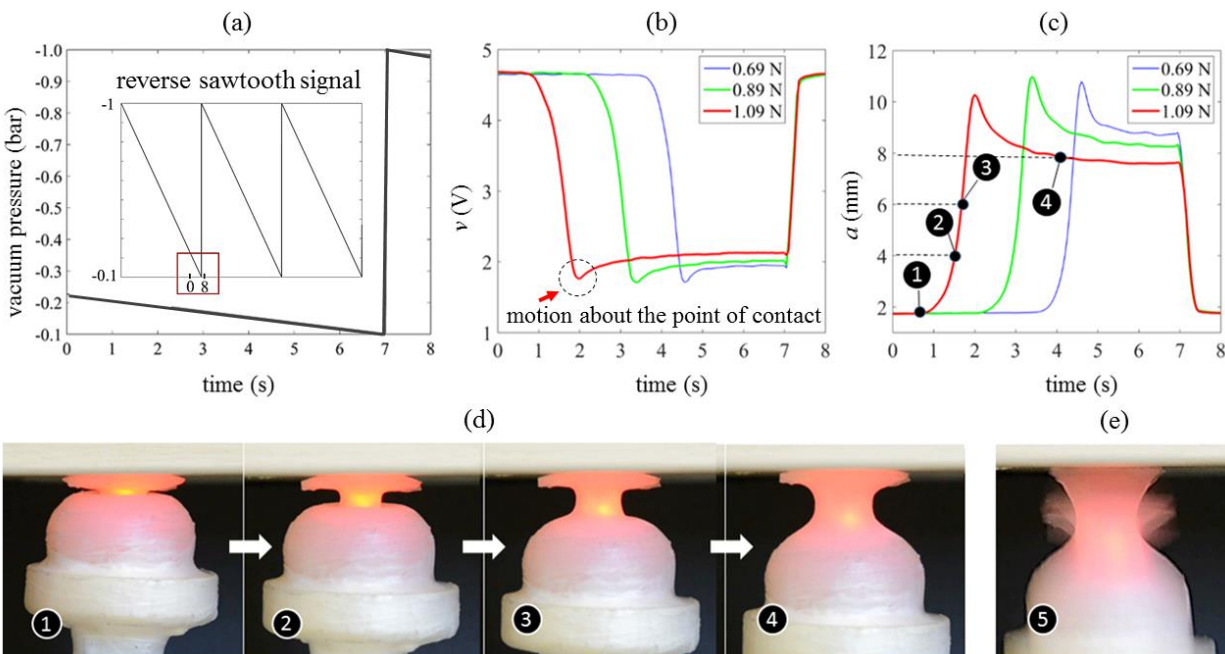 (a)
-1.0
-0.9
-0.8
-0.7
-0.6
-0.5
-0.4
-0.3
-0.2
-0.1
vacuum pressure (bar)
reverse sawtooth signal
-1
-0.1
0 8
0 1 2 3 4 5 6 7 8
time (s)
(b)
5
4
3
2
1
v (V)
0.69 N
0.89 N
1.09 N
motion about the point of contact
0 1 2 3 4 5 6 7 8
time (s)
(c)
12
10
8
6
4
2
a (mm)
0.69 N
0.89 N
1.09 N
3
2
4
1
0 1 2 3 4 5 6 7 8
time (s)
(d)
1
2
3
4
(e)
5